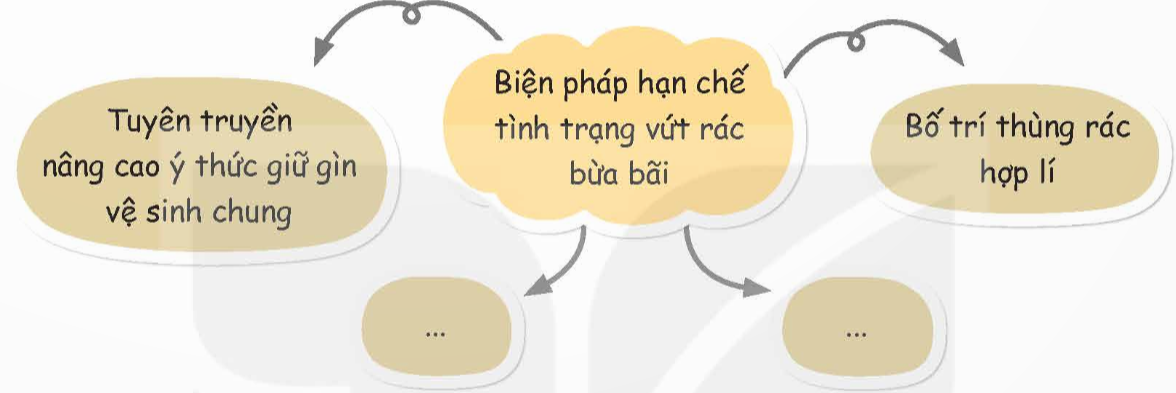 Biện pháp hạn chế
tình trạng vứt rác
bừa bãi
Tuyên truyền
nâng cao ý thức giữ gìn
vệ sinh chung
Bố trí thùng rác
hợp lí
...
...